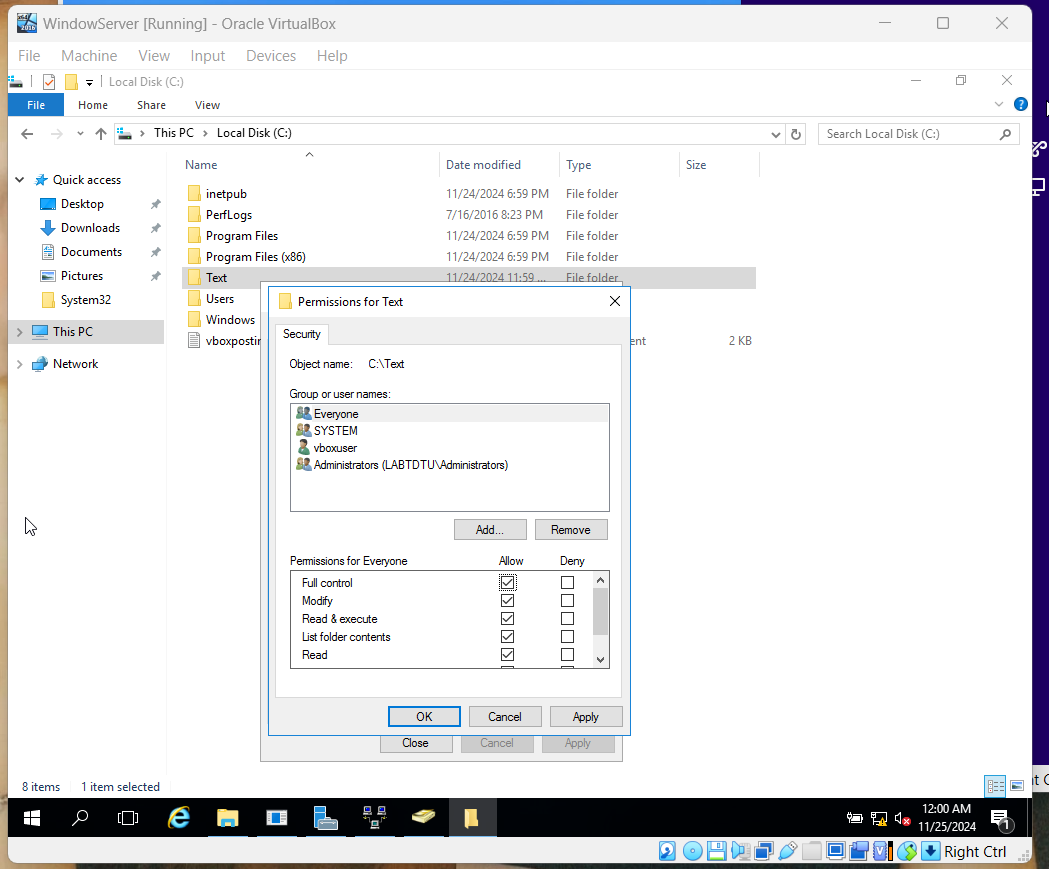 WindowServer [Running] - Oracle VirtualBox
File Machine View Input Devices Help
Local Disk (C:)
File Home Share View
This PC Local Disk (C:)
Search Local Disk (C:)
Name Date modified Type Size
Quick access
Desktop
Downloads
Documents
Pictures
System32
This PC
Network
inetpub 11/24/2024 6:59 PM File folder
PerfLogs 7/16/2016 8:23 PM File folder
Program Files 11/24/2024 6:59 PM File folder
Program Files (x86) 11/24/2024 6:59 PM File folder
Text 11/24/2024 11:59 ... File folder
Users
Windows
vboxpostin ent 2 KB
Permissions for Text
Security
Object name: C:\Text
Group or user names:
Everyone
SYSTEM
vboxuser
Administrators (LABTDTU\Administrators)
Add... Remove
Permissions for Everyone Allow Deny
Full control
Modify
Read & execute
List folder contents
Read
OK Cancel Apply
Close Cancel Apply
8 items 1 item selected
12:00 AM
11/25/2024
1
Right Ctrl